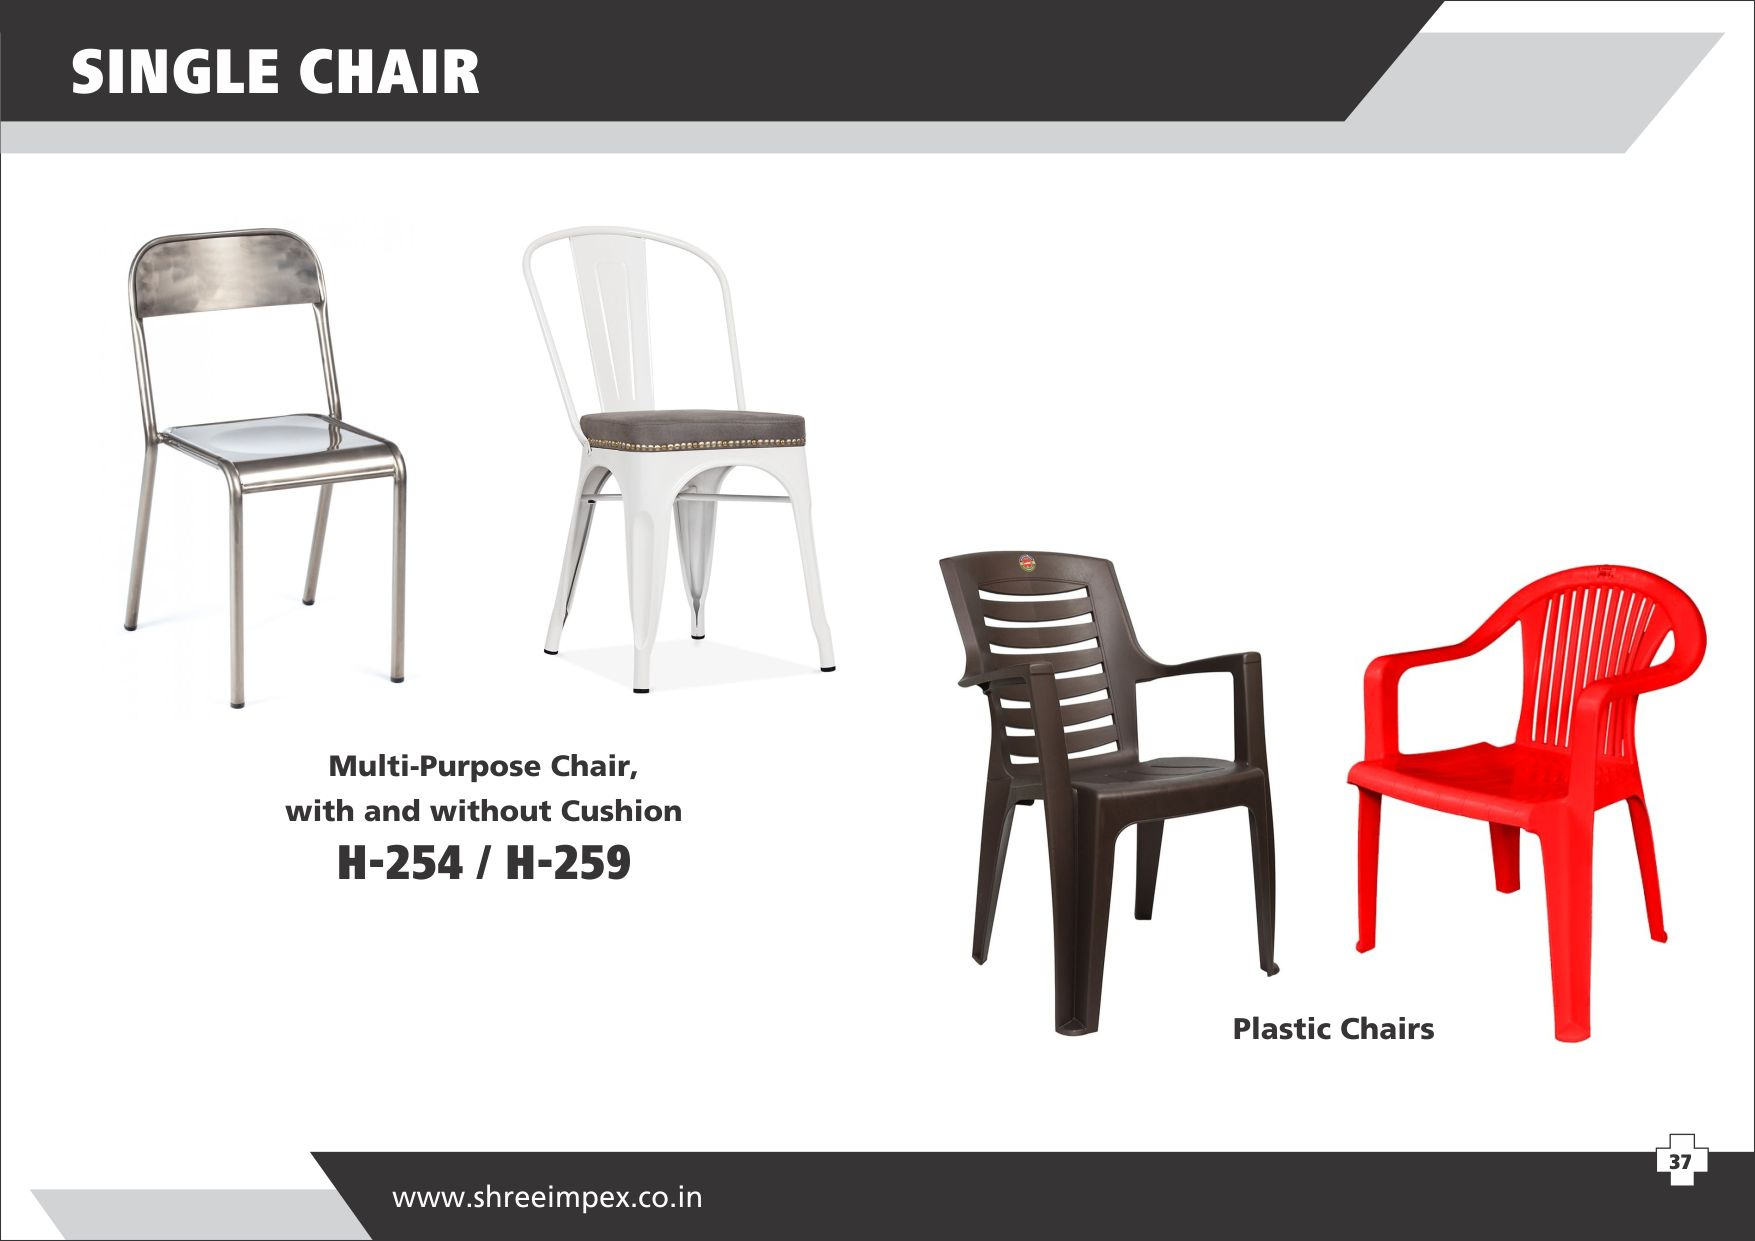 SINGLE CHAIR
Multi-Purpose Chair,
with and without Cushion
H-254 / H-259
Plastic Chairs
37
www.shreeimpex.co.in